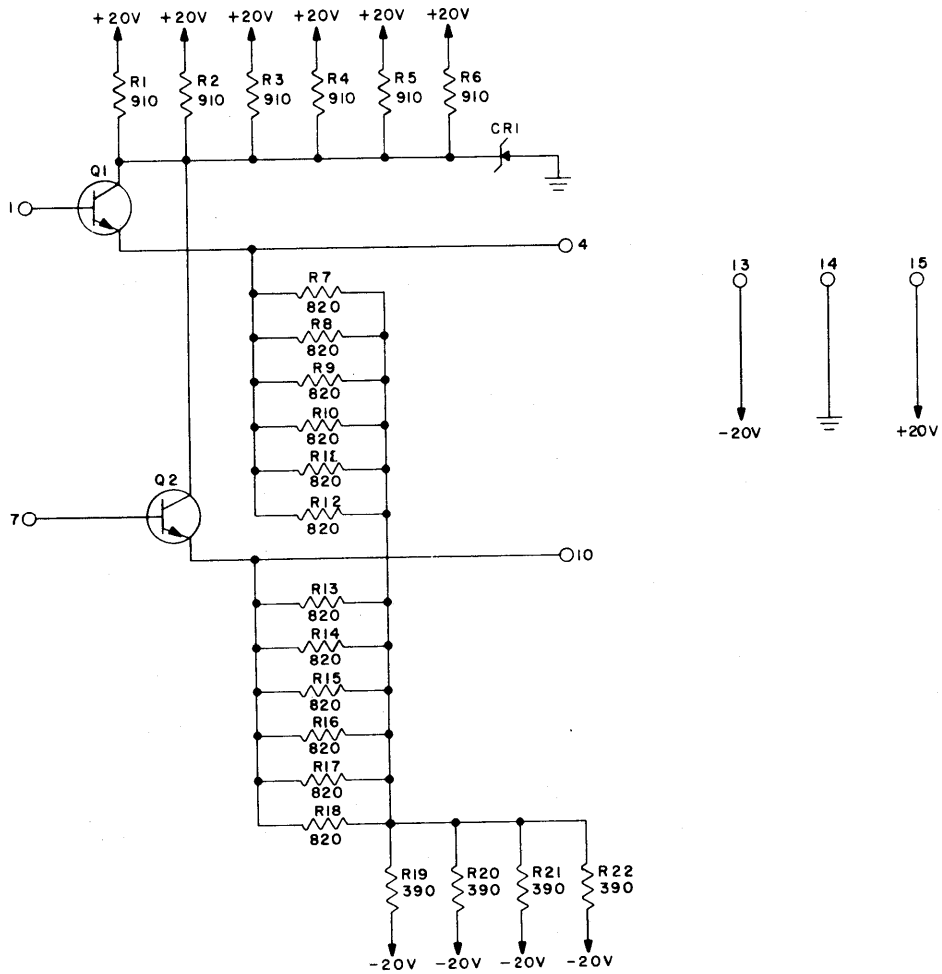 +20V +20V +20V +20V +20V +20V
R1 R2 R3 R4 R5 R6
910 910 910 910 910 910
CR1
Q1
1
4
R7
820
R8
820
R9
820
R10
820
R11
820
R12
820
13 14 15
-20V +20V
Q2
7
10
R13
820
R14
820
R15
820
R16
820
R17
820
R18
820
R19 R20 R21 R22
390 390 390 390
-20V -20V -20V -20V